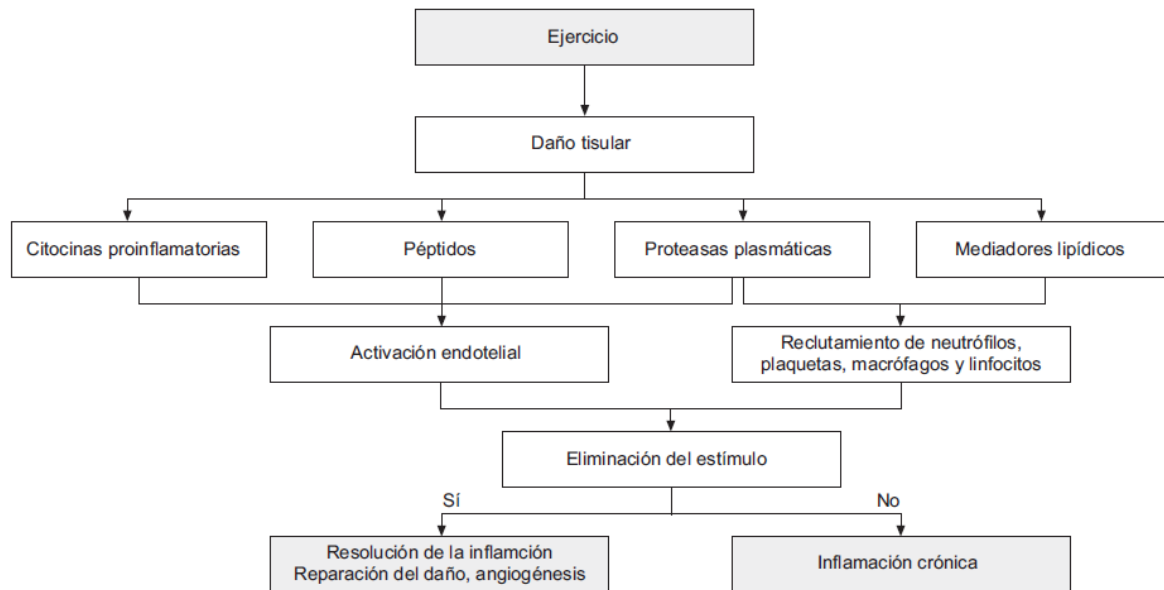 Ejercicio
Daño tisular
Citocinas proinflamatorias
Péptidos
Proteasas plasmáticas
Mediadores lipídicos
Activación endotelial
Reclutamiento de neutrófilos,
plaquetas, macrófagos y linfocitos
Eliminación del estímulo
Sí
No
Resolución de la inflamción
Reparación del daño, angiogénesis
Inflamación crónica